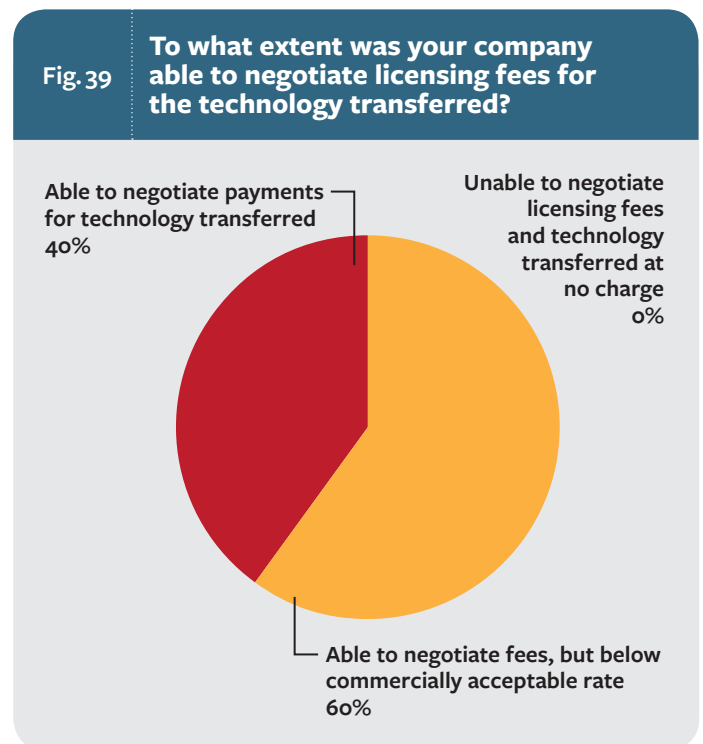 Fig. 39
To what extent was your company
able to negotiate licensing fees for
the technology transferred?
Able to negotiate payments
for technology transferred
40%
Unable to negotiate
licensing fees
and technology
transferred at
no charge
0%
Able to negotiate fees, but below
commercially acceptable rate
60%